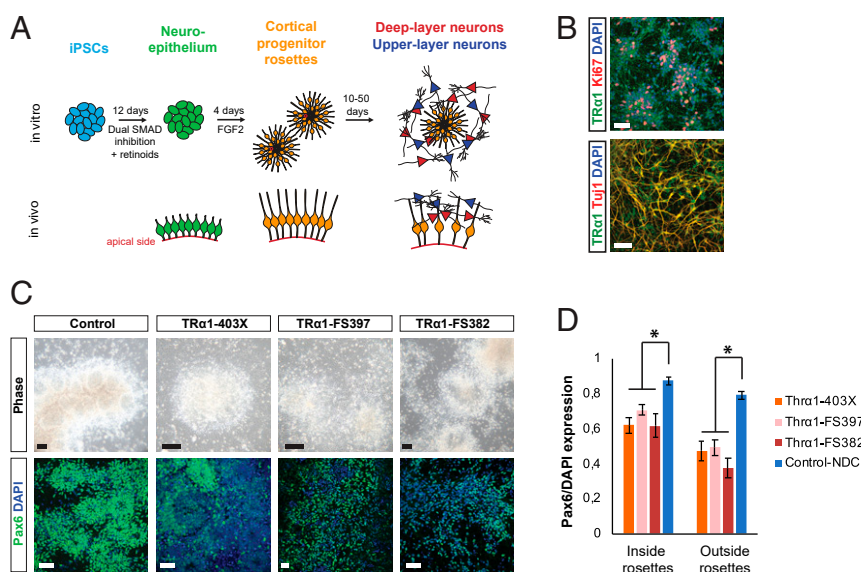 A
iPSCs
Neuro-
epithelium
Cortical
progenitor
rosettes
Deep-layer neurons
Upper-layer neurons
in vitro
12 days
Dual SMAD
inhibition
+ retinoids
4 days
FGF2
10-50
days
in vivo
apical side
B
TRα1 Ki67 DAPI
TRα1 Tuj1 DAPI
C
Control
TRα1-403X
TRα1-FS397
TRα1-FS382
Phase
Pax6 DAPI
D
Pax6/DAPI expression
1
0,8
0,6
0,4
0,2
0
*
*
Inside
rosettes
Outside
rosettes
Thrα1-403X
Thrα1-FS397
Thrα1-FS382
Control-NDC